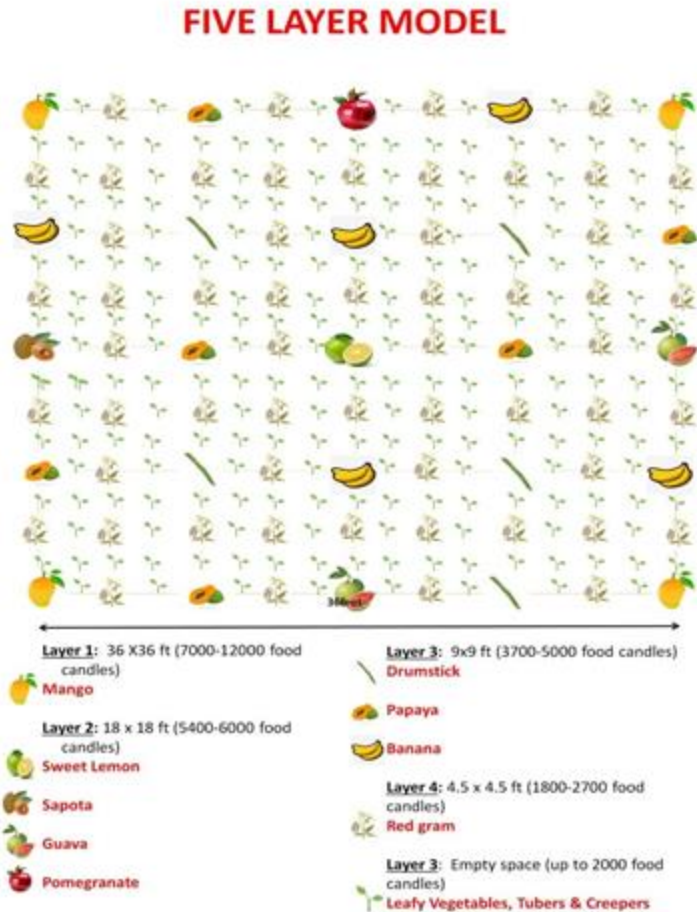 FIVE LAYER MODEL
Layer 1: 36 X36 ft (7000-12000 food
candles)
Mango
Layer 2: 18 x 18 ft (5400-6000 food
candles)
Sweet Lemon
Sapota
Guava
Pomegranate
Layer 3: 9x9 ft (3700-5000 food candles)
Drumstick
Papaya
Banana
Layer 4: 4.5 x 4.5 ft (1800-2700 food
candles)
Red gram
Layer 3: Empty space (up to 2000 food
candles)
Leafy Vegetables, Tubers & Creepers